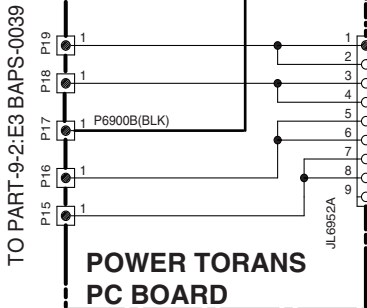 TO PART-9-2:E3 BAPS-0039
P19
1
P18
1
P17
1
P6900B(BLK)
P16
1
P15
1
1
2
3
4
5
6
7
8
9
JL6952A
POWER TORANS
PC BOARD